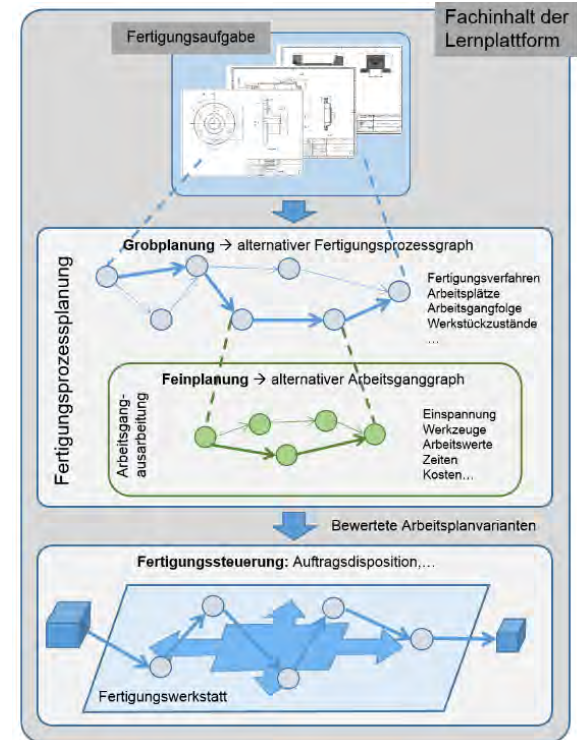 Fachinhalt der
Lernplattform
Fertigungsaufgabe
Fertigungsprozessplanung
Grobplanung → alternativer Fertigungsprozessgraph
Fertigungsverfahren
Arbeitsplätze
Arbeitsgangfolge
Werkstückzustände
...
Arbeitsgang-
ausarbeitung
Feinplanung → alternativer Arbeitsganggraph
Einspannung
Werkzeuge
Arbeitswerte
Zeiten
Kosten...
Bewertete Arbeitsplanvarianten
Fertigungssteuerung: Auftragsdisposition,...
Fertigungswerkstatt